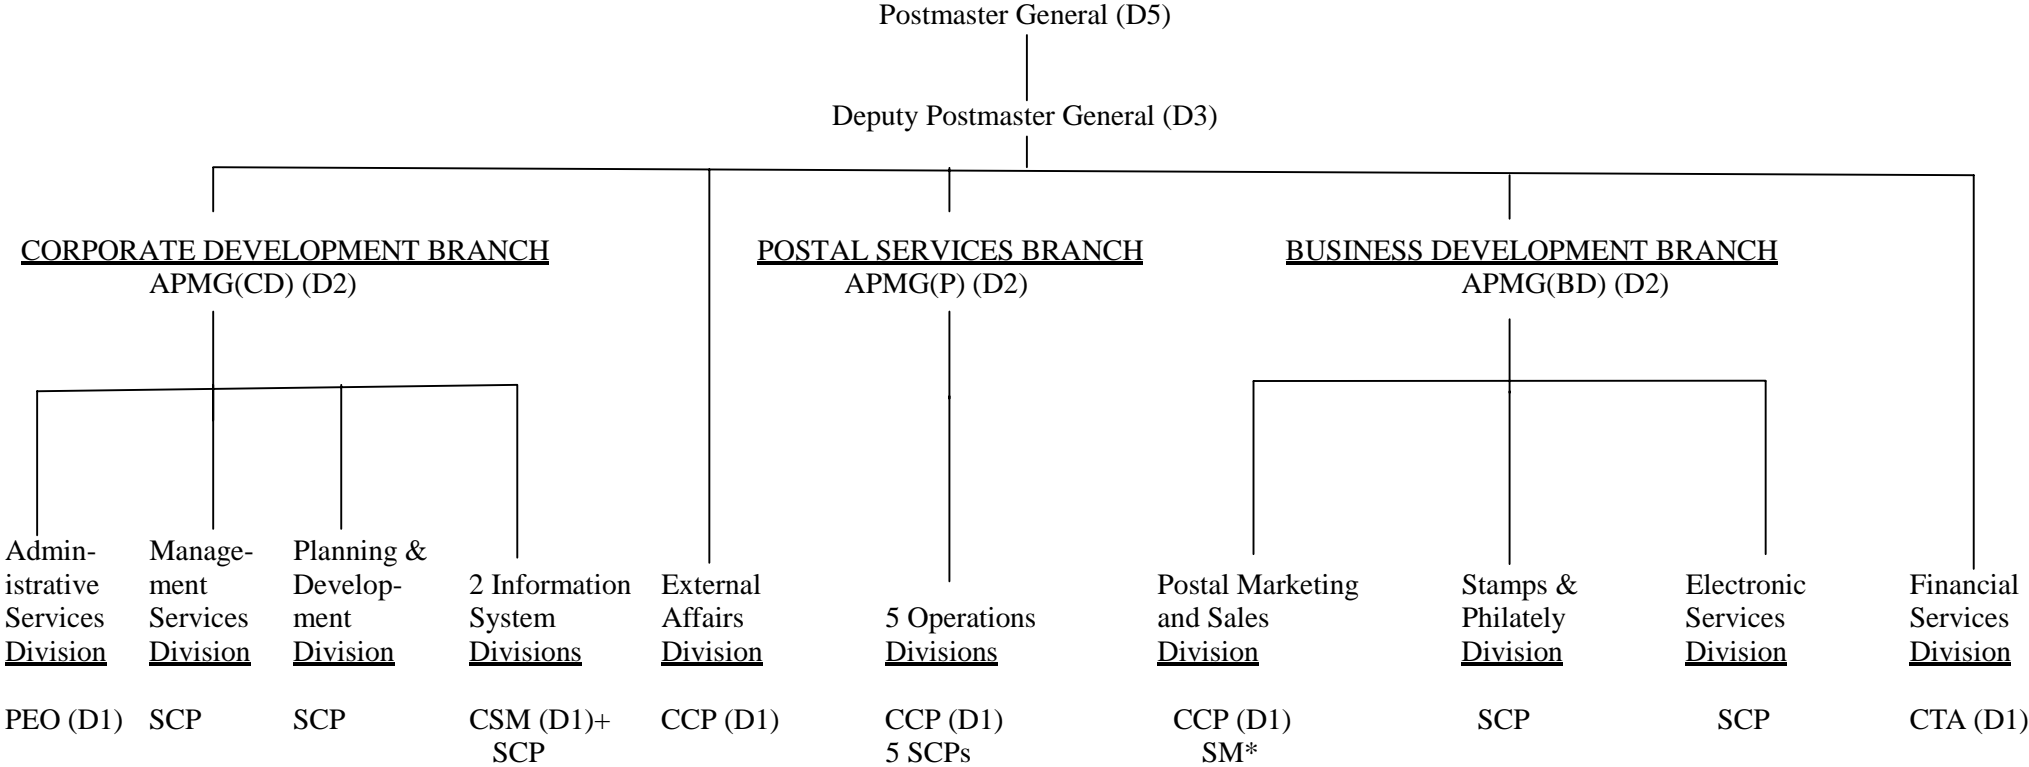 Postmaster General (D5)
Deputy Postmaster General (D3)
CORPORATE DEVELOPMENT BRANCH
APMG(CD) (D2)
POSTAL SERVICES BRANCH
APMG(P) (D2)
BUSINESS DEVELOPMENT BRANCH
APMG(BD) (D2)
Admin-
istrative
Services
Division
PEO (D1)
Manage-
ment
Services
Division
SCP
Planning &
Develop-
ment
Division
SCP
2 Information
System
Divisions
CSM (D1)+
SCP
External
Affairs
Division
CCP (D1)
5 Operations
Divisions
CCP (D1)
5 SCPs
Postal Marketing
and Sales
Division
CCP (D1)
SM*
Stamps &
Philately
Division
SCP
Electronic
Services
Division
SCP
Financial
Services
Division
CTA (D1)